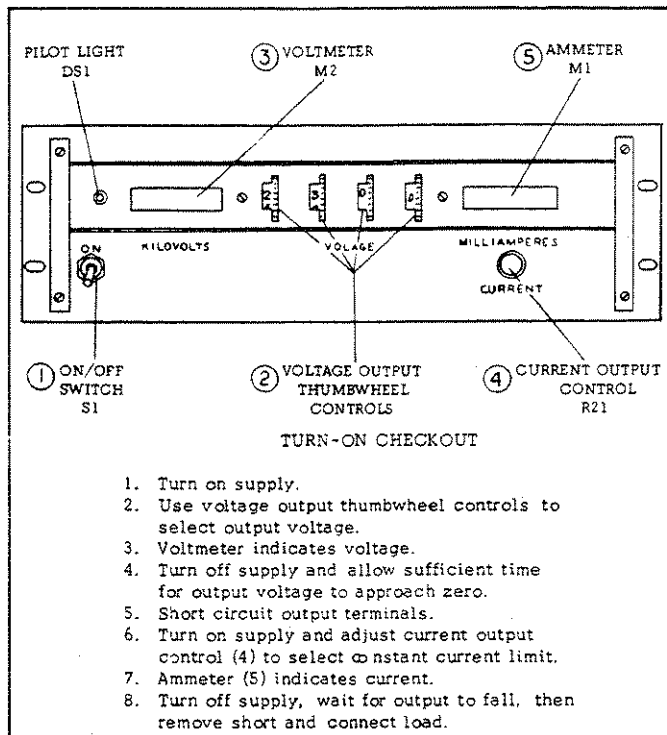 PILOT LIGHT
DS1
3 VOLTMETER
M2
5 AMMETER
M1
2 3 0 0
KILOVOLTS
VOLAGE
MILLIAMPERES
ON
CURRENT
1 ON/OFF
SWITCH
S1
2 VOLTAGE OUTPUT
THUMBWHEEL
CONTROLS
4 CURRENT OUTPUT
CONTROL
R21
TURN-ON CHECKOUT
1. Turn on supply.
2. Use voltage output thumbwheel controls to
select output voltage.
3. Voltmeter indicates voltage.
4. Turn off supply and allow sufficient time
for output voltage to approach zero.
5. Short circuit output terminals.
6. Turn on supply and adjust current output
control (4) to select constant current limit.
7. Ammeter (5) indicates current.
8. Turn off supply, wait for output to fall, then
remove short and connect load.